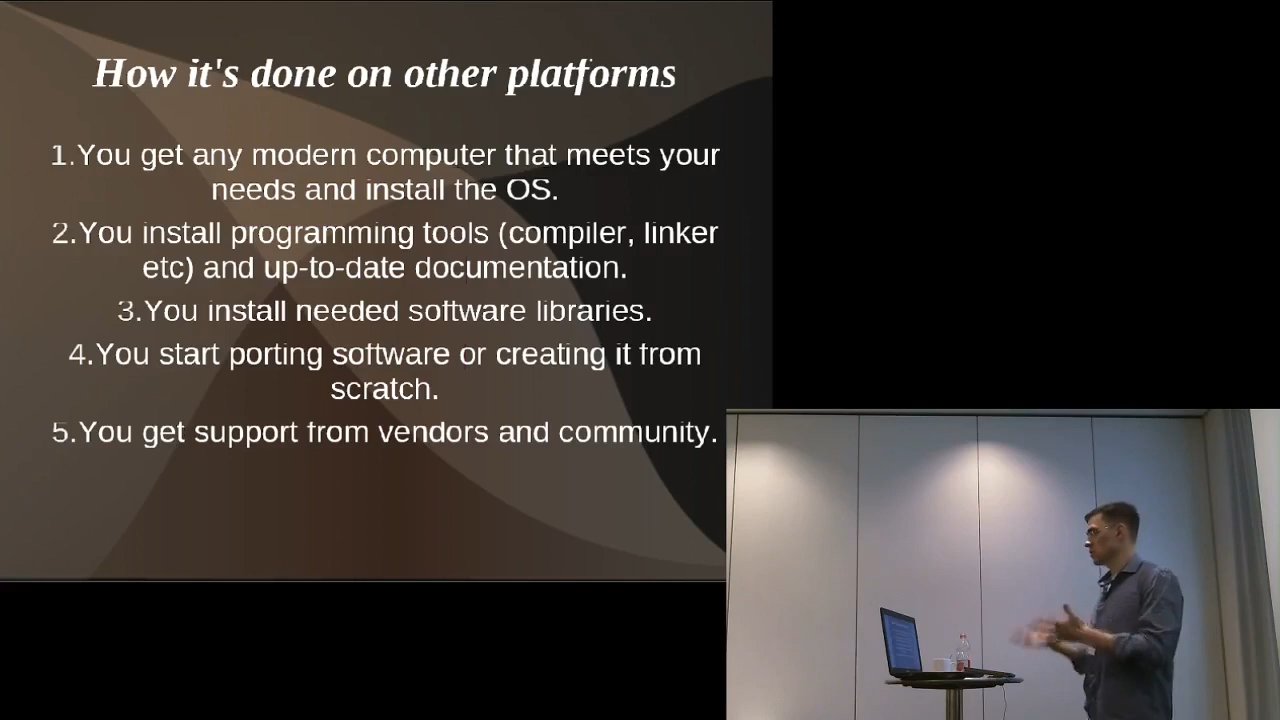 How it's done on other platforms
1.You get any modern computer that meets your
needs and install the OS.
2.You install programming tools (compiler, linker
etc) and up-to-date documentation.
3.You install needed software libraries.
4.You start porting software or creating it from
scratch.
5.You get support from vendors and community.